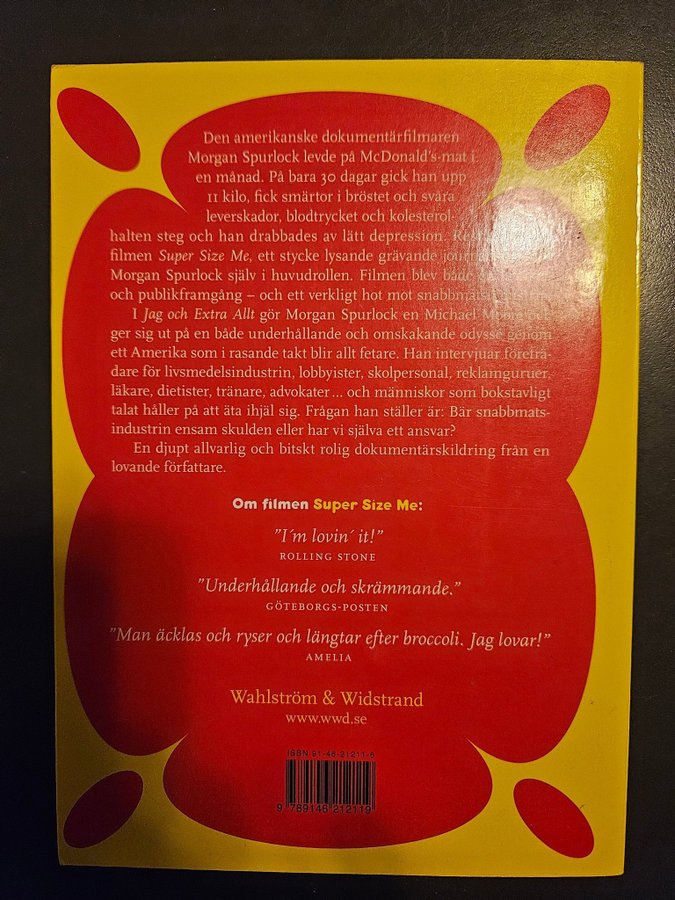 Den amerikanske dokumentärfilmaren
Morgan Spurlock levde på McDonald's-mat i
en månad. På bara 30 dagar gick han upp
11 kilo, fick smärtor i bröstet och svåra
leverskador, blodtrycket och kolesterol-
halten steg och han drabbades av lätt depression.
filmen Super Size Me, ett stycke lysande grävande
Morgan Spurlock själv i huvudrollen. Filmen blev både
och publikframgång – och ett verkligt hot mot
I Jag och Extra Allt gör Morgan Spurlock en Michael Moore och
ger sig ut på en både underhållande och omskakande odyssé genom
ett Amerika som i rasande takt blir allt fetare. Han intervjuar företrä-
dare för livsmedelsindustrin, lobbyister, skolpersonal, reklamguruer,
läkare, dietister, tränare, advokater ... och människor som bokstavligt
talat håller på att äta ihjäl sig. Frågan han ställer är: Bär snabbmats-
industrin ensam skulden eller har vi själva ett ansvar?
En djupt allvarlig och bitskt rolig dokumentärskildring från en
lovande författare.
Om filmen Super Size Me:
"I´m lovin´ it!"
ROLLING STONE
"Underhållande och skrämmande."
GÖTEBORGS-POSTEN
"Man äcklas och ryser och längtar efter broccoli. Jag lovar!"
AMELIA
Wahlström & Widstrand
www.wwd.se
ISBN 91-46-21211-6
9 789146 212119